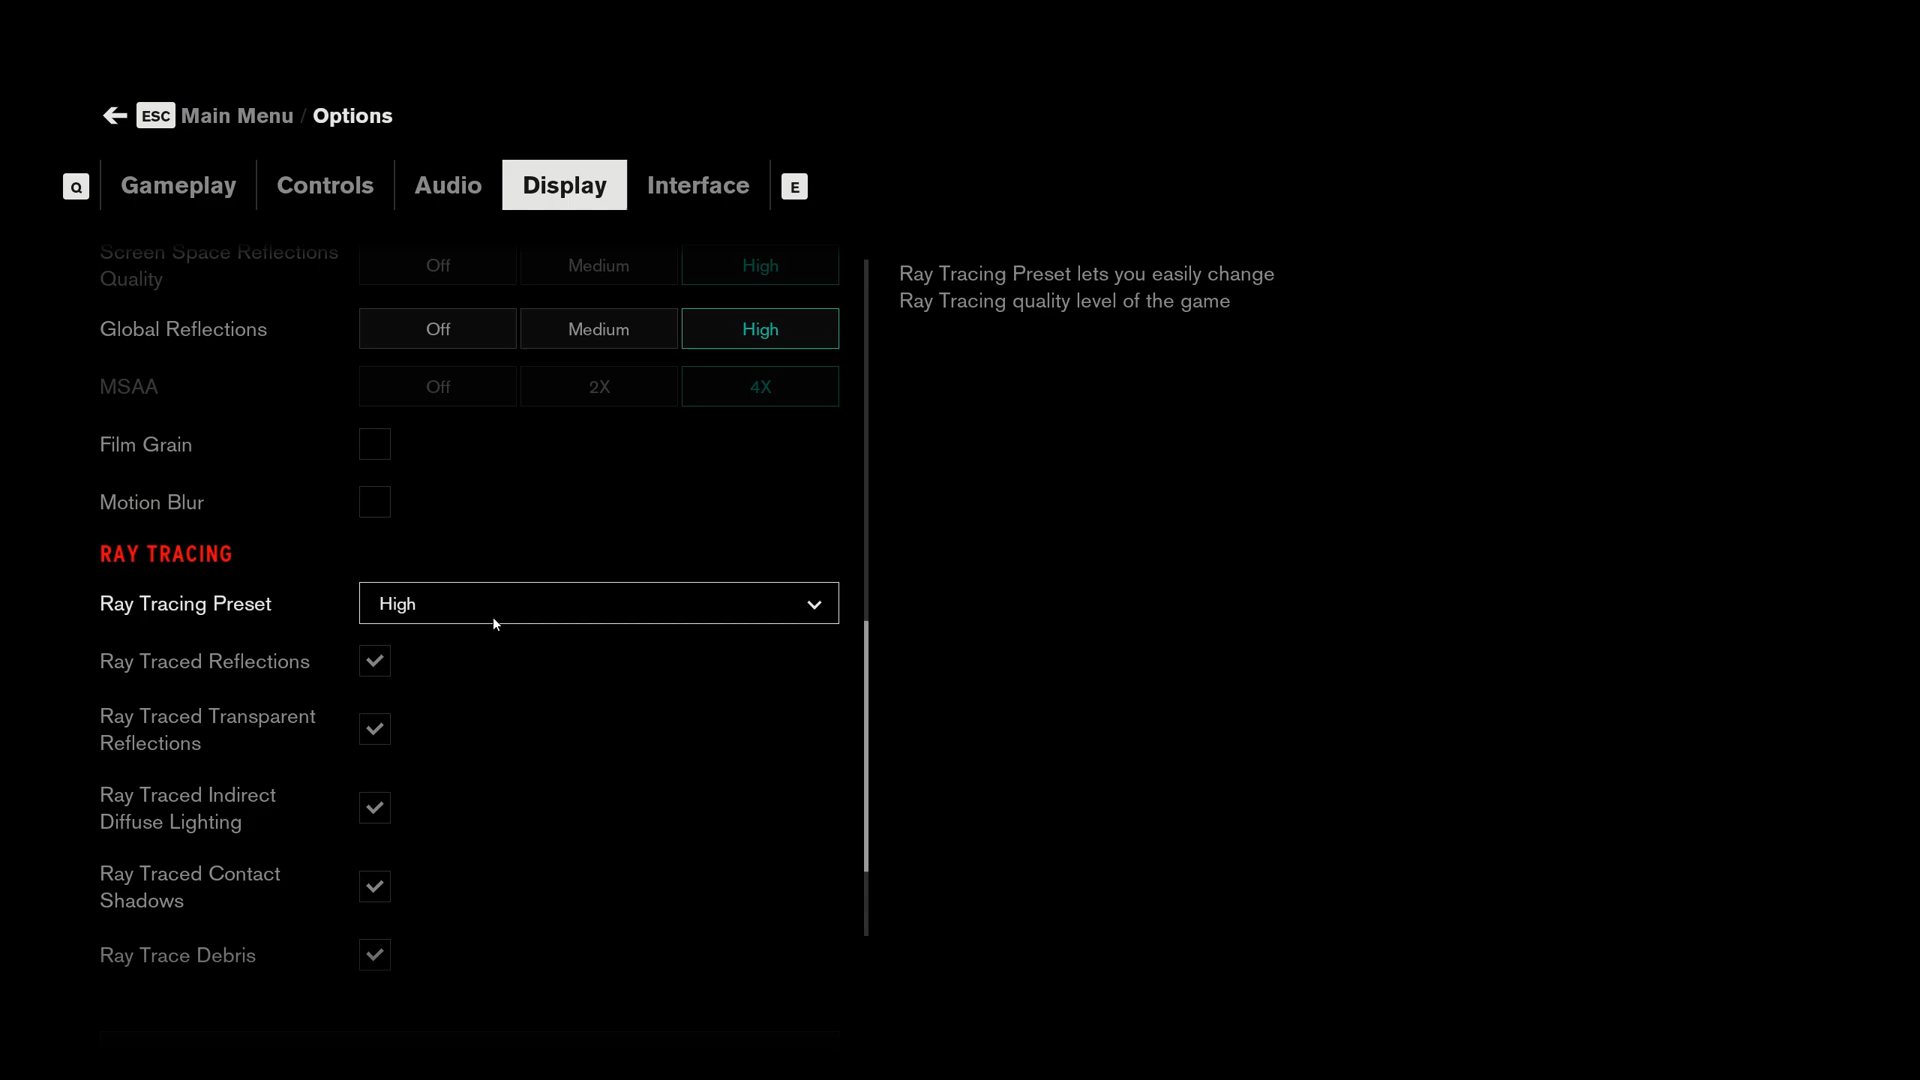 ESC Main Menu / Options
Q Gameplay Controls Audio Display Interface E
Screen Space Reflections
Quality
Off Medium High
Global Reflections Off Medium High
MSAA Off 2X 4X
Film Grain
Motion Blur
RAY TRACING
Ray Tracing Preset High
Ray Traced Reflections
Ray Traced Transparent
Reflections
Ray Traced Indirect
Diffuse Lighting
Ray Traced Contact
Shadows
Ray Trace Debris
Ray Tracing Preset lets you easily change
Ray Tracing quality level of the game